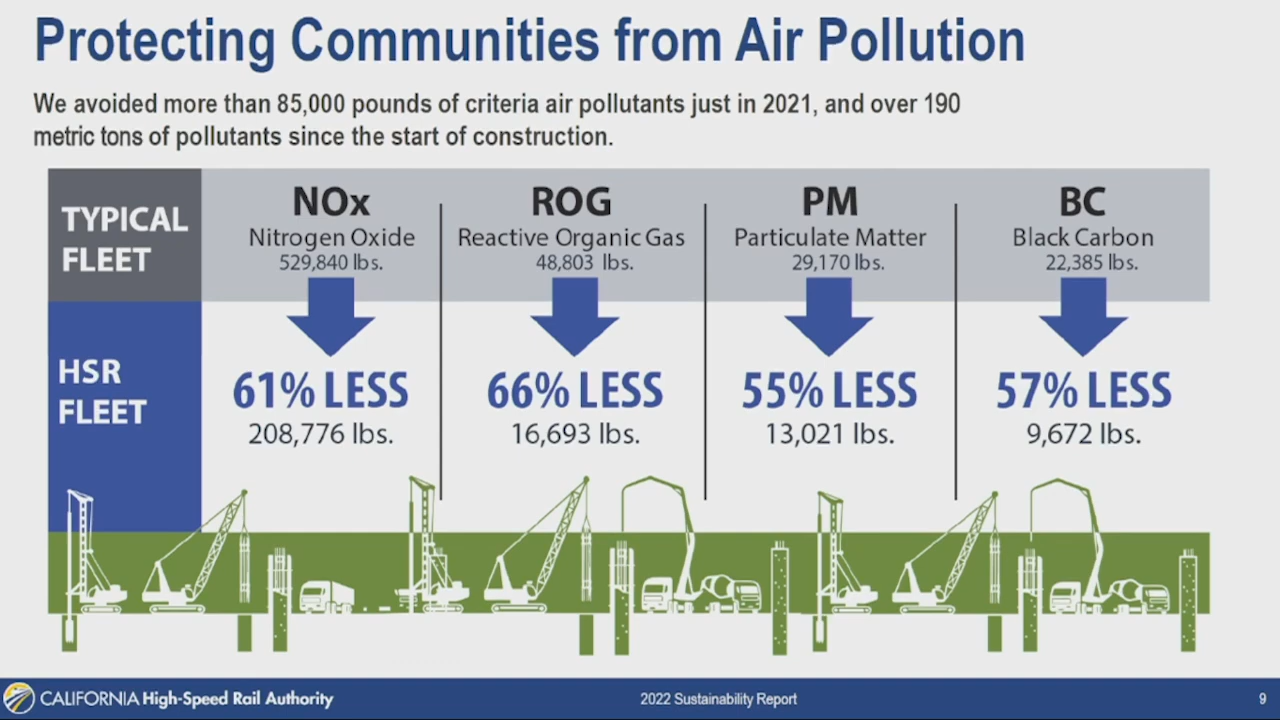 Protecting Communities from Air Pollution
We avoided more than 85,000 pounds of criteria air pollutants just in 2021, and over 190
metric tons of pollutants since the start of construction.
TYPICAL
FLEET
NOx
Nitrogen Oxide
529,840 lbs.
ROG
Reactive Organic Gas
48,803 lbs.
PM
Particulate Matter
29,170 lbs.
BC
Black Carbon
22,385 lbs.
HSR
FLEET
61% LESS
208,776 lbs.
66% LESS
16,693 lbs.
55% LESS
13,021 lbs.
57% LESS
9,672 lbs.
CALIFORNIA High-Speed Rail Authority
2022 Sustainability Report
9